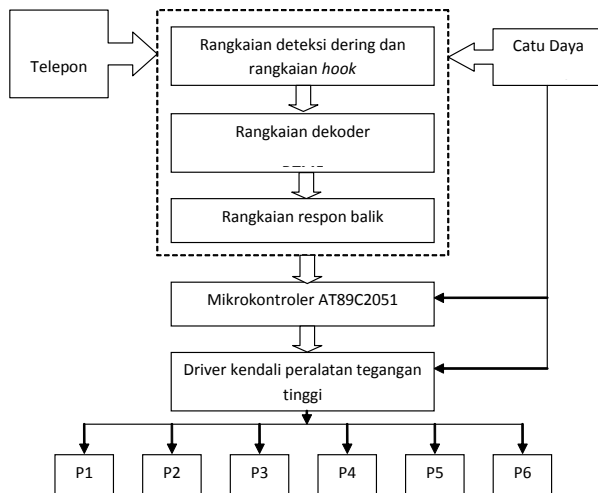 Telepon
Rangkaian deteksi dering dan
rangkaian hook
Catu Daya
Rangkaian dekoder
Rangkaian respon balik
Mikrokontroler AT89C2051
Driver kendali peralatan tegangan
tinggi
P1
P2
P3
P4
P5
P6